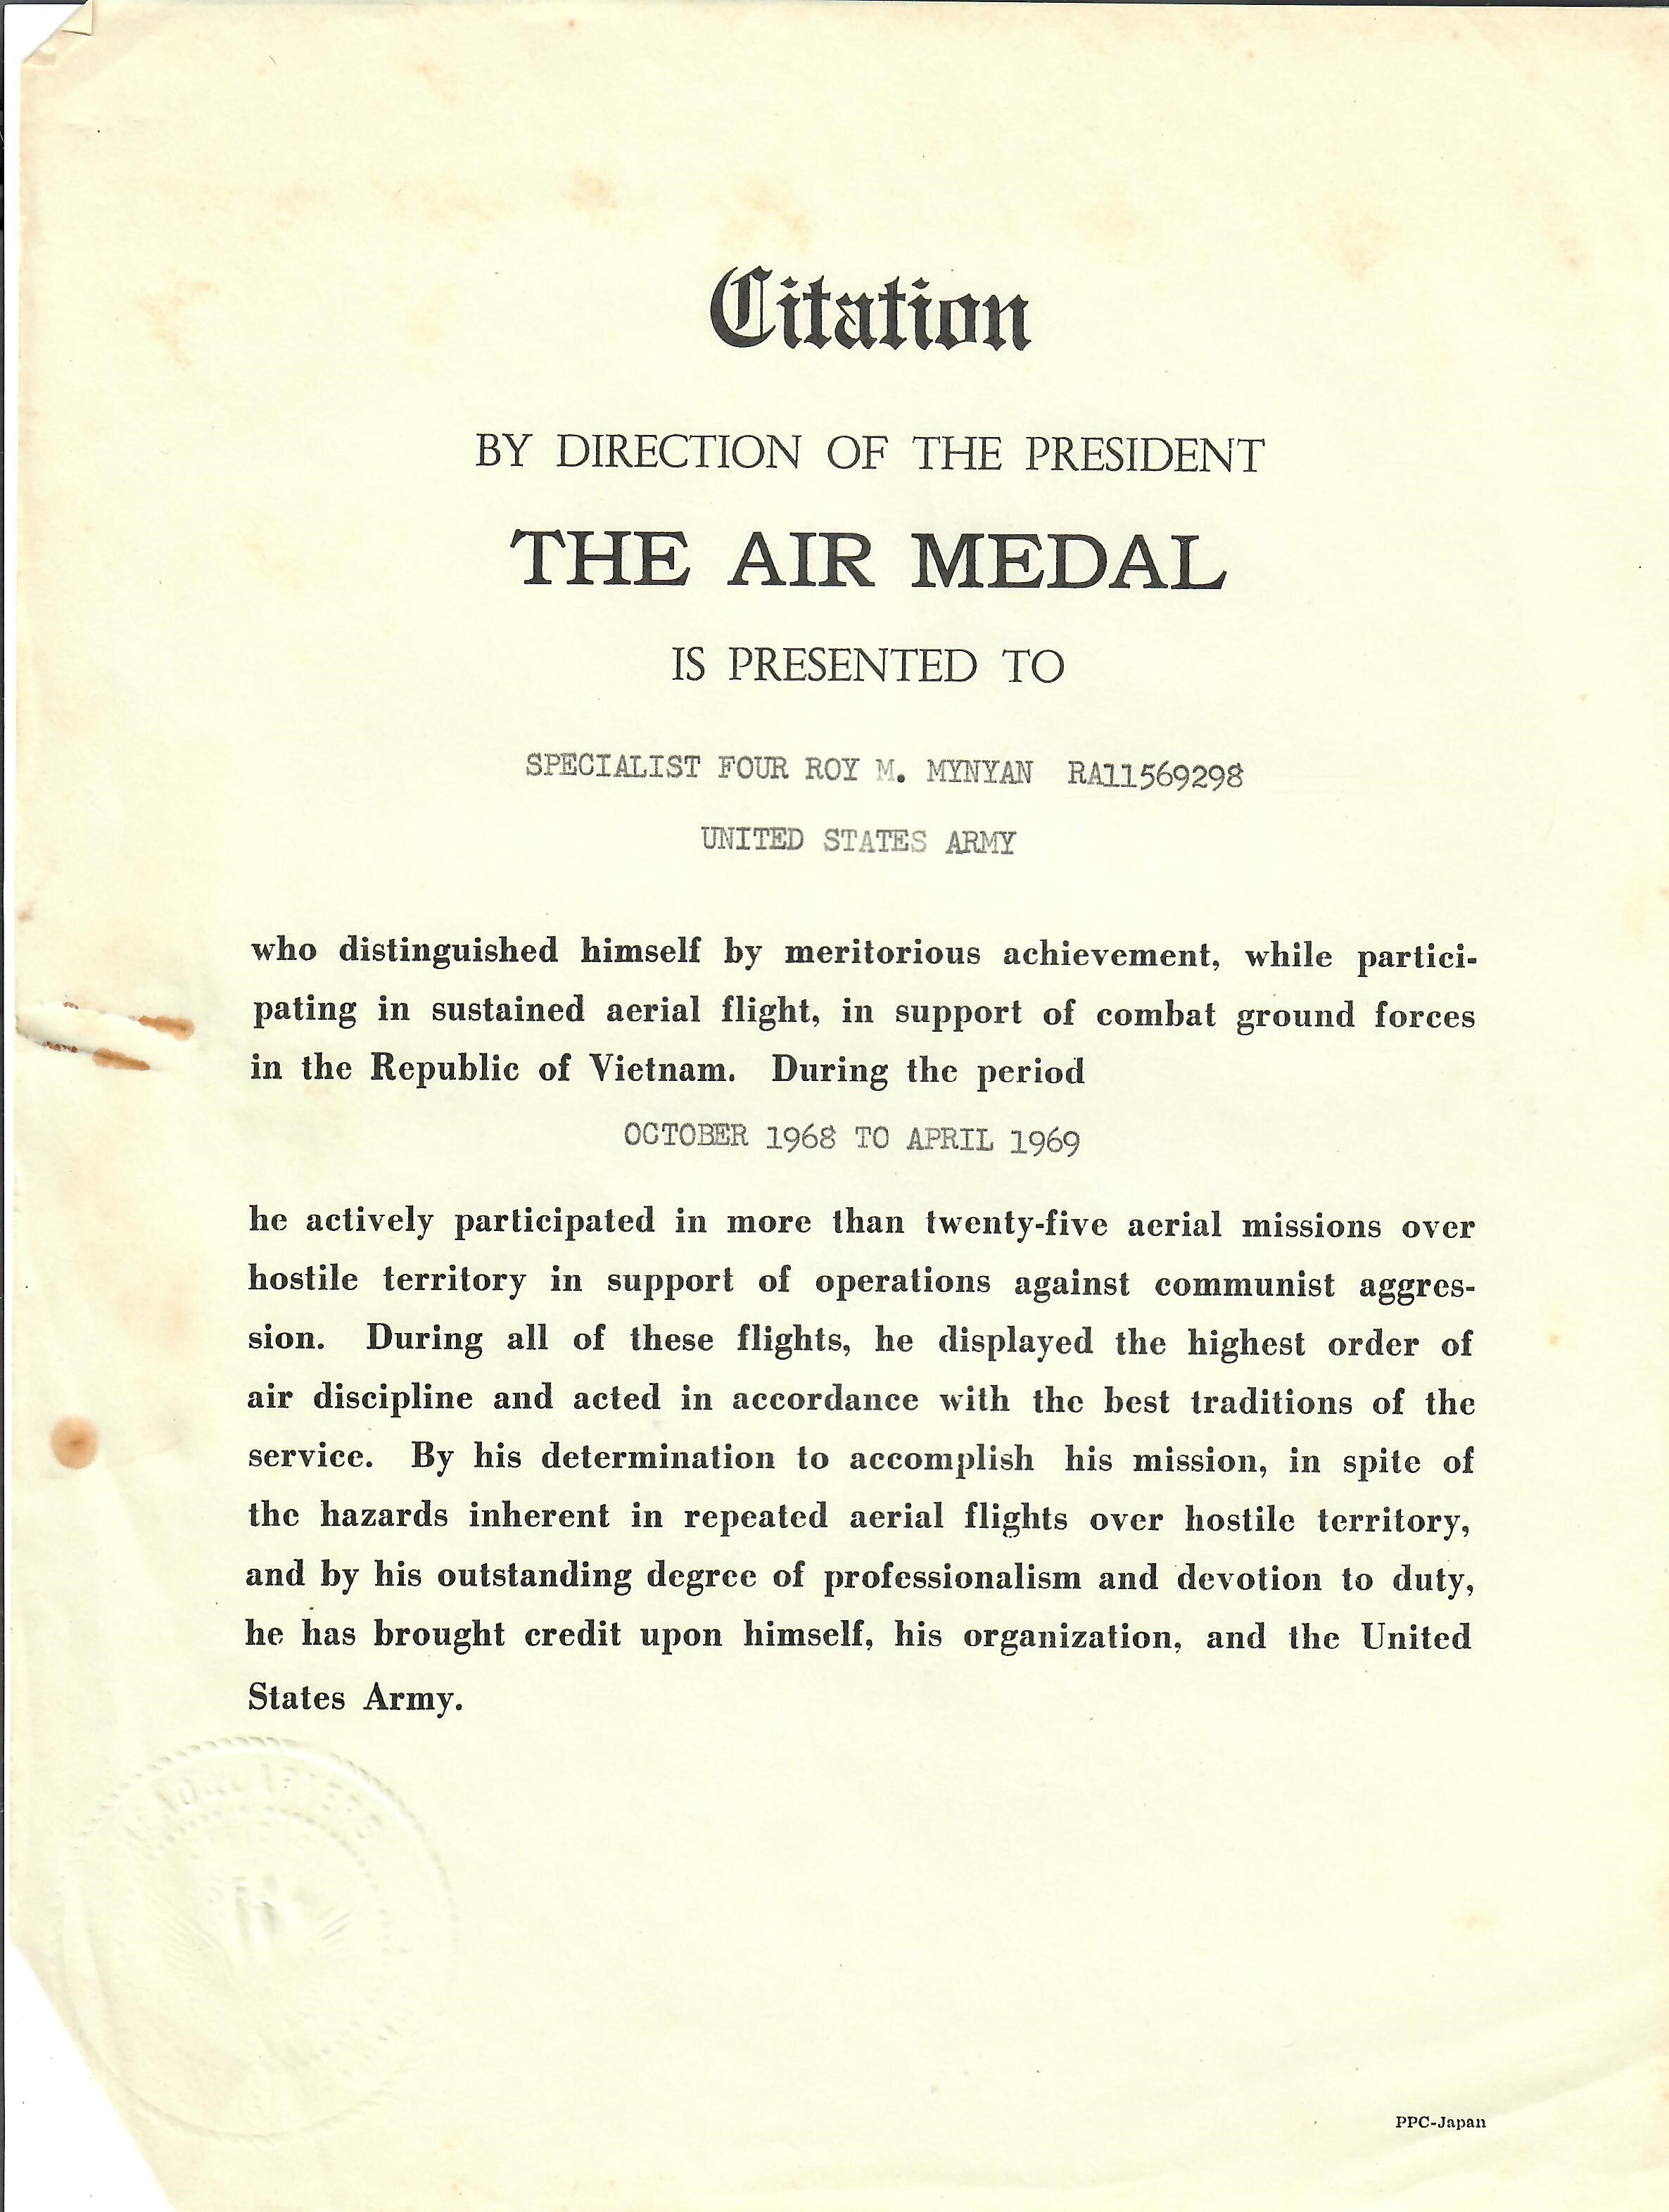 Citation
BY DIRECTION OF THE PRESIDENT
THE AIR MEDAL
IS PRESENTED TO
SPECIALIST FOUR ROY M. MYNYAN RA11569298
UNITED STATES ARMY
who distinguished himself by meritorious achievement, while partici-
pating in sustained aerial flight, in support of combat ground forces
in the Republic of Vietnam. During the period
OCTOBER 1968 TO APRIL 1969
he actively participated in more than twenty-five aerial missions over
hostile territory in support of operations against communist aggres-
sion. During all of these flights, he displayed the highest order of
air discipline and acted in accordance with the best traditions of the
service. By his determination to accomplish his mission, in spite of
the hazards inherent in repeated aerial flights over hostile territory,
and by his outstanding degree of professionalism and devotion to duty,
he has brought credit upon himself, his organization, and the United
States Army.
PPC-Japan